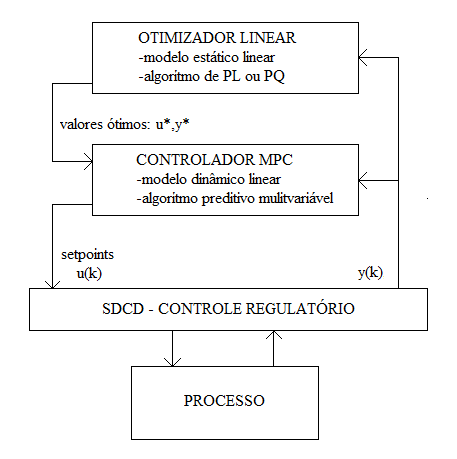 OTIMIZADOR LINEAR
-modelo estático linear
-algoritmo de PL ou PQ
valores ótimos: u*,y*
CONTROLADOR MPC
-modelo dinâmico linear
-algoritmo preditivo mulitvariável
setpoints
u(k)
y(k)
SDCD - CONTROLE REGULATÓRIO
PROCESSO